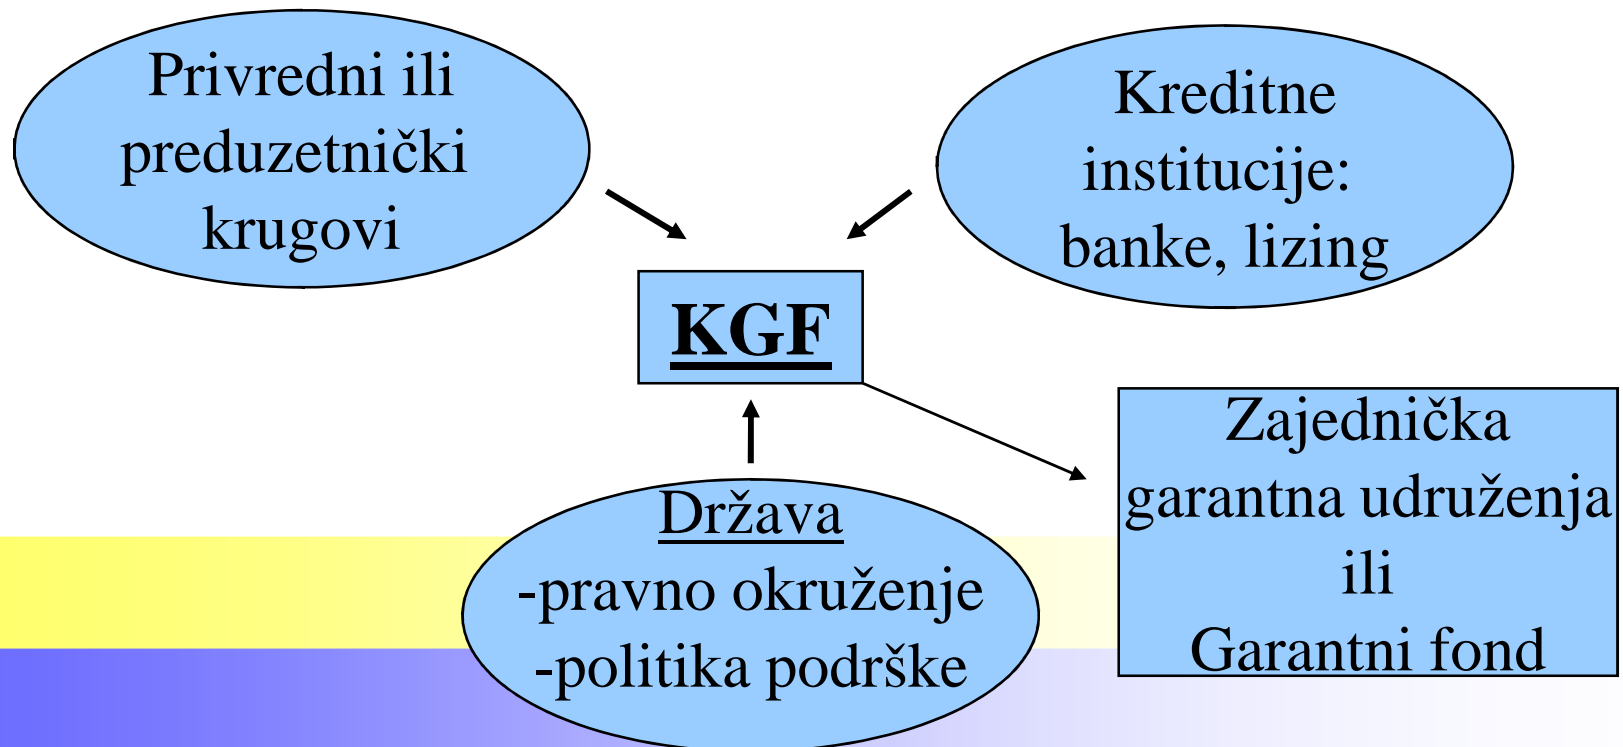 Privredni ili
preduzetnički
krugovi
Kreditne
institucije:
banke, lizing
KGF
Država
-pravno okruženje
-politika podrške
Zajednička
garantna udruženja
ili
Garantni fond